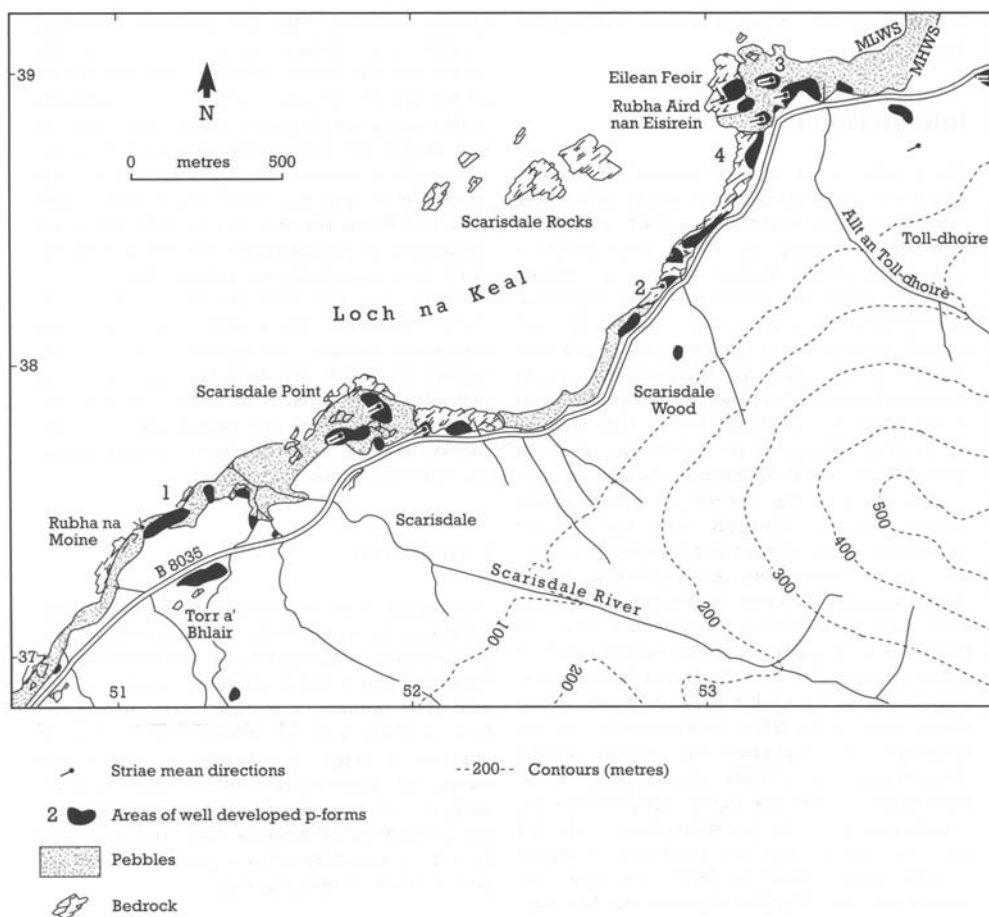 39
MLWS
MHWS
3
Eilean Feoir
Rubha Aird
nan Eisirein
N
0 metres 500
4
Scarisdale Rocks
Toll-dhoire
Allt an Toll-dhoire
Loch na Keal
2
38
Scarisdale Point
Scarisdale
Wood
500
400
300
200
100
200
1
Rubha na
Moine
B 8035
Scarisdale
Scarisdale River
Torr a'
Bhlair
37
51
52
53
Striae mean directions
--200-- Contours (metres)
2 Areas of well developed p-forms
Pebbles
Bedrock